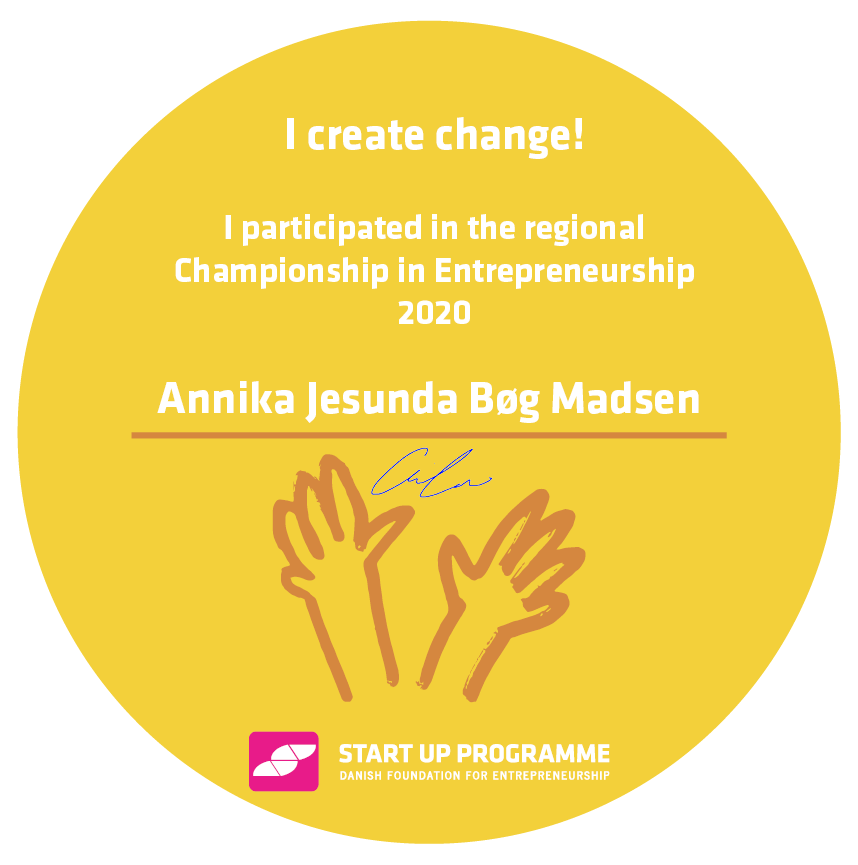 I create change!
I participated in the regional
Championship in Entrepreneurship
2020
Annika Jesunda Bøg Madsen
START UP PROGRAMME
DANISH FOUNDATION FOR ENTREPRENEURSHIP